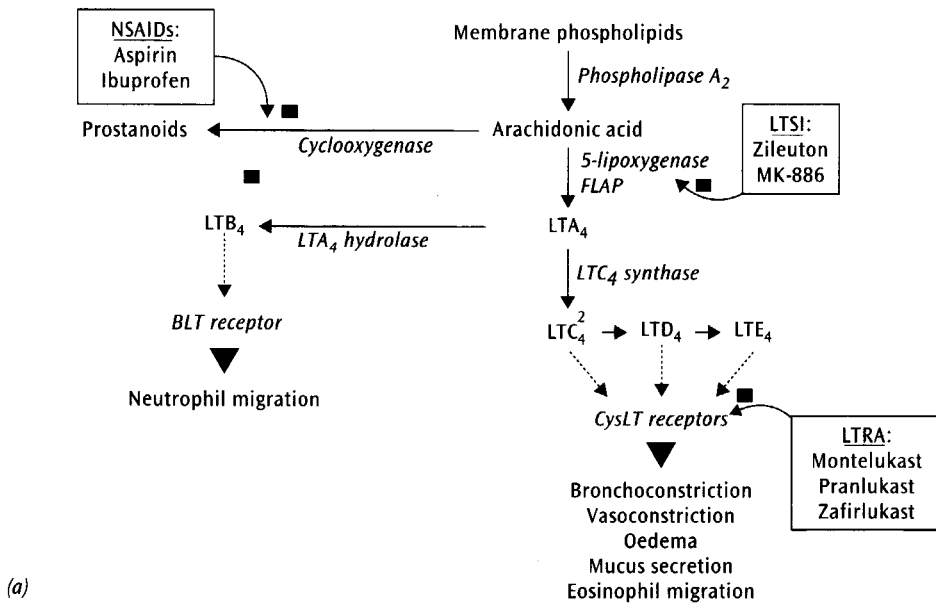 NSAIDs:
Aspirin
Ibuprofen
Membrane phospholipids
Phospholipase A2
Prostanoids
Cyclooxygenase
Arachidonic acid
5-lipoxygenase
FLAP
LTSI:
Zileuton
MK-886
LTB4
LTA4 hydrolase
LTA4
LTC4 synthase
BLT receptor
Neutrophil migration
LTC4 2
LTD4
LTE4
CysLT receptors
LTRA:
Montelukast
Pranlukast
Zafirlukast
Bronchoconstriction
Vasoconstriction
Oedema
Mucus secretion
Eosinophil migration
(a)